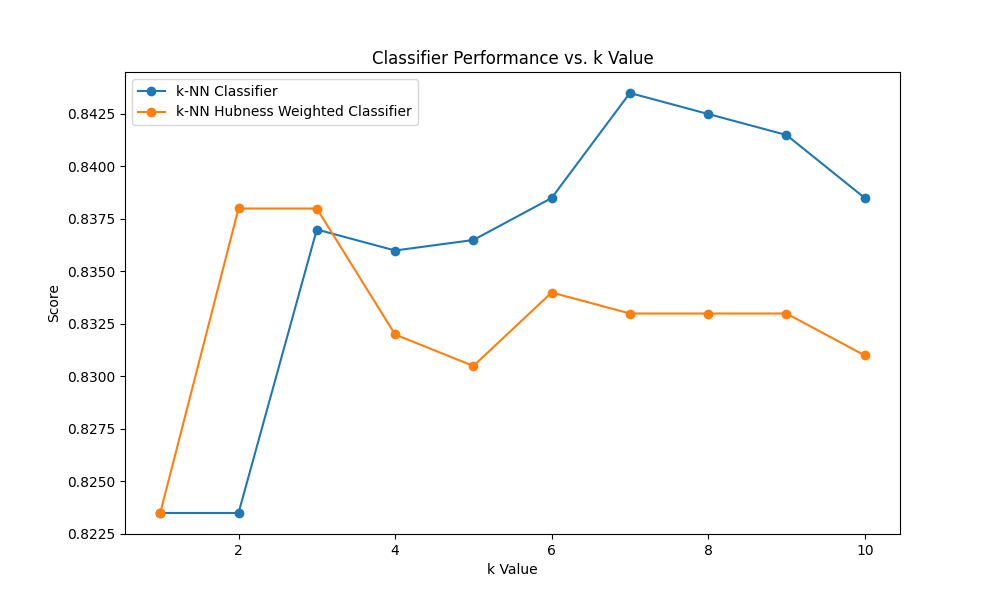 Classifier Performance vs. k Value
k-NN Classifier
k-NN Hubness Weighted Classifier
0.8425
0.8400
0.8375
0.8350
0.8325
0.8300
0.8275
0.8250
0.8225
Score
2 4 6 8 10
k Value